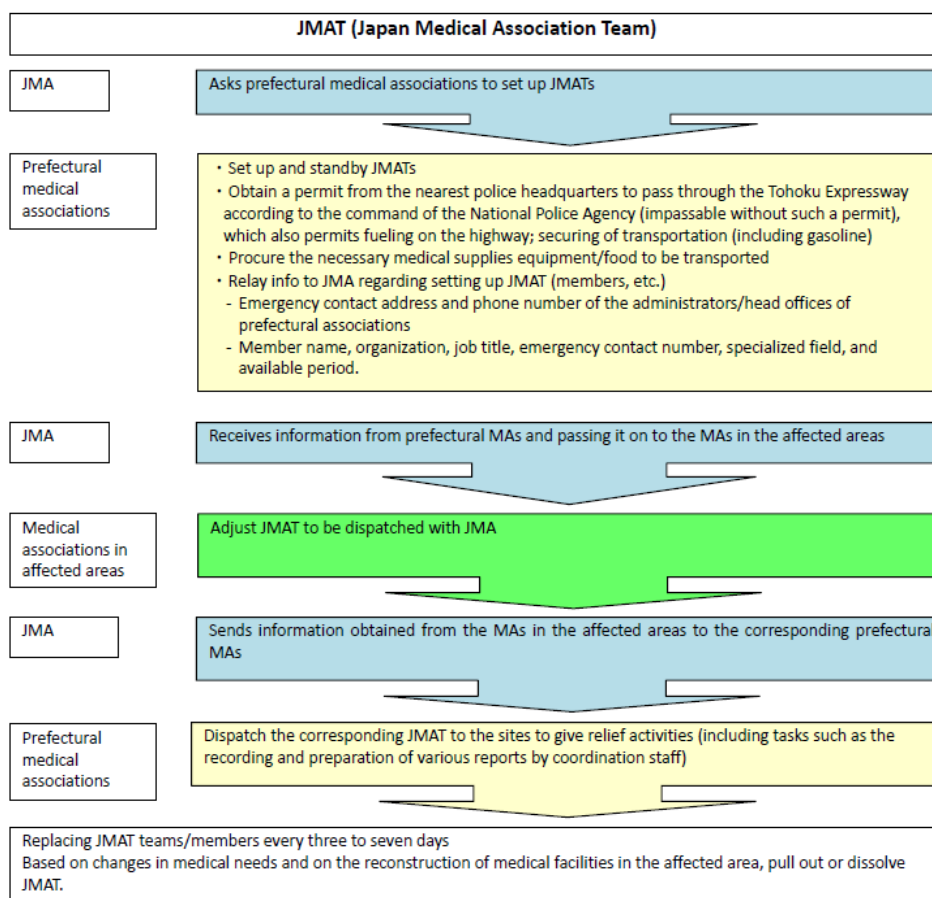 JMAT (Japan Medical Association Team)
JMA
Asks prefectural medical associations to set up JMATs
Prefectural
medical
associations
・Set up and standby JMATs
・Obtain a permit from the nearest police headquarters to pass through the Tohoku Expressway
according to the command of the National Police Agency (impassable without such a permit),
which also permits fueling on the highway; securing of transportation (including gasoline)
・Procure the necessary medical supplies equipment/food to be transported
・Relay info to JMA regarding setting up JMAT (members, etc.)
- Emergency contact address and phone number of the administrators/head offices of
prefectural associations
- Member name, organization, job title, emergency contact number, specialized field, and
available period.
JMA
Receives information from prefectural MAs and passing it on to the MAs in the affected areas
Medical
associations in
affected areas
Adjust JMAT to be dispatched with JMA
JMA
Sends information obtained from the MAs in the affected areas to the corresponding prefectural
MAs
Prefectural
medical
associations
Dispatch the corresponding JMAT to the sites to give relief activities (including tasks such as the
recording and preparation of various reports by coordination staff)
Replacing JMAT teams/members every three to seven days
Based on changes in medical needs and on the reconstruction of medical facilities in the affected area, pull out or dissolve
JMAT.